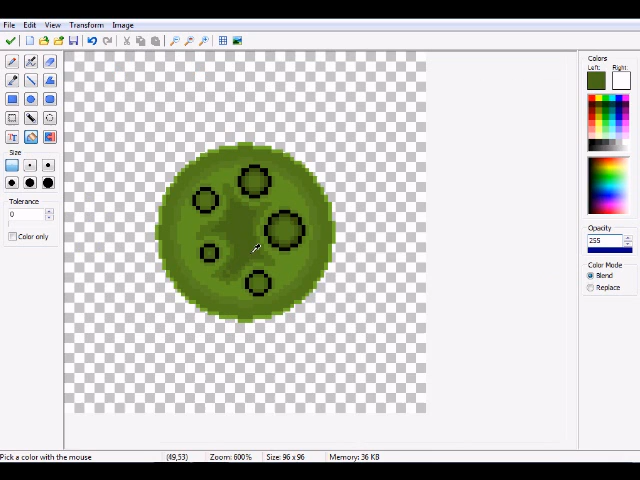 File Edit View Transform Image
Colors
Left: Right:
Size
Tolerance
0
Color only
Opacity
255
Color Mode
Blend
Replace
Pick a color with the mouse (49,53) Zoom: 600% Size: 96 x 96 Memory: 36 KB